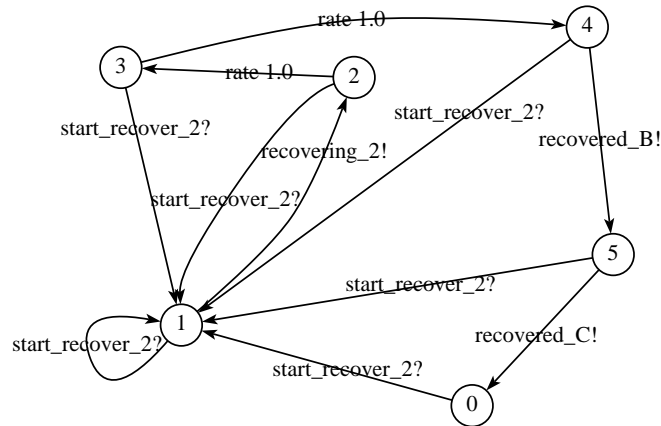 rate 1.0
4
3
rate 1.0
2
start_recover_2?
start_recover_2?
recovered_B!
recovering_2!
start_recover_2?
5
start_recover_2?
1
start_recover_2?
recovered_C!
start_recover_2?
0